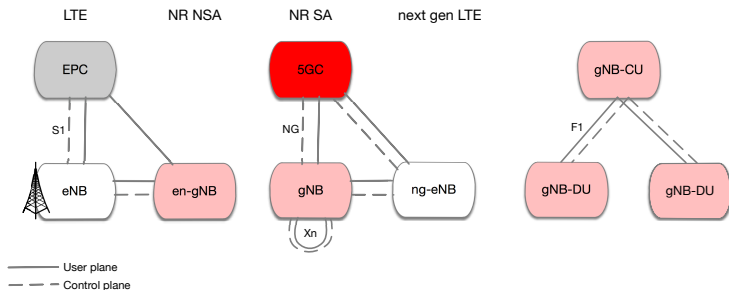 LTE
NR NSA
NR SA
next gen LTE
EPC
5GC
gNB-CU
S1
NG
F1
eNB
en-gNB
gNB
ng-eNB
gNB-DU
gNB-DU
Xn
User plane
Control plane